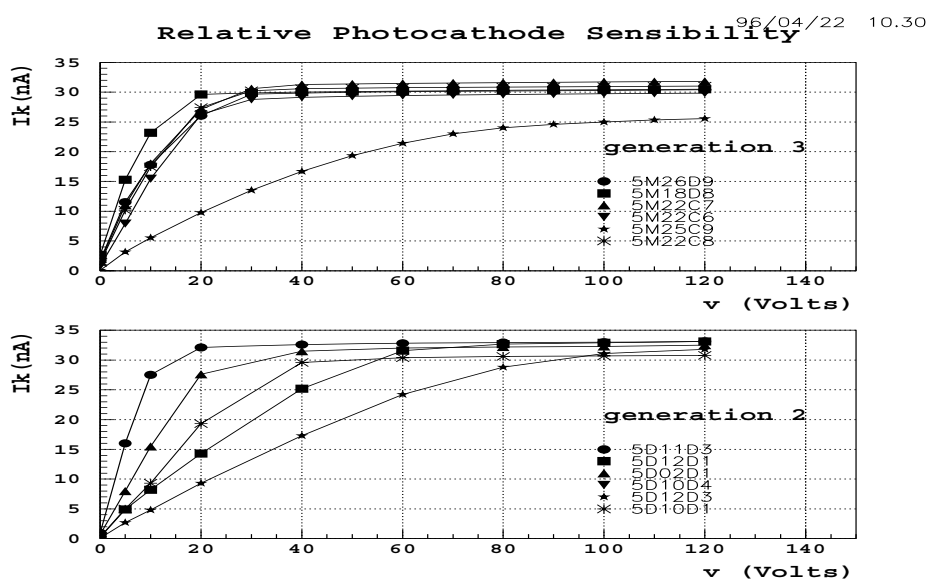 96/04/22 10.30
Relative Photocathode Sensibility
Ik(nA)
35
30
25
20
15
10
5
0
generation 3
5M26D9
5M18D8
5M22C7
5M22C6
5M25C9
5M22C8
0 20 40 60 80 100 120 140
v (Volts)
Ik(nA)
35
30
25
20
15
10
5
0
generation 2
5D11D3
5D12D1
5D02D1
5D10D4
5D12D3
5D10D1
0 20 40 60 80 100 120 140
v (Volts)